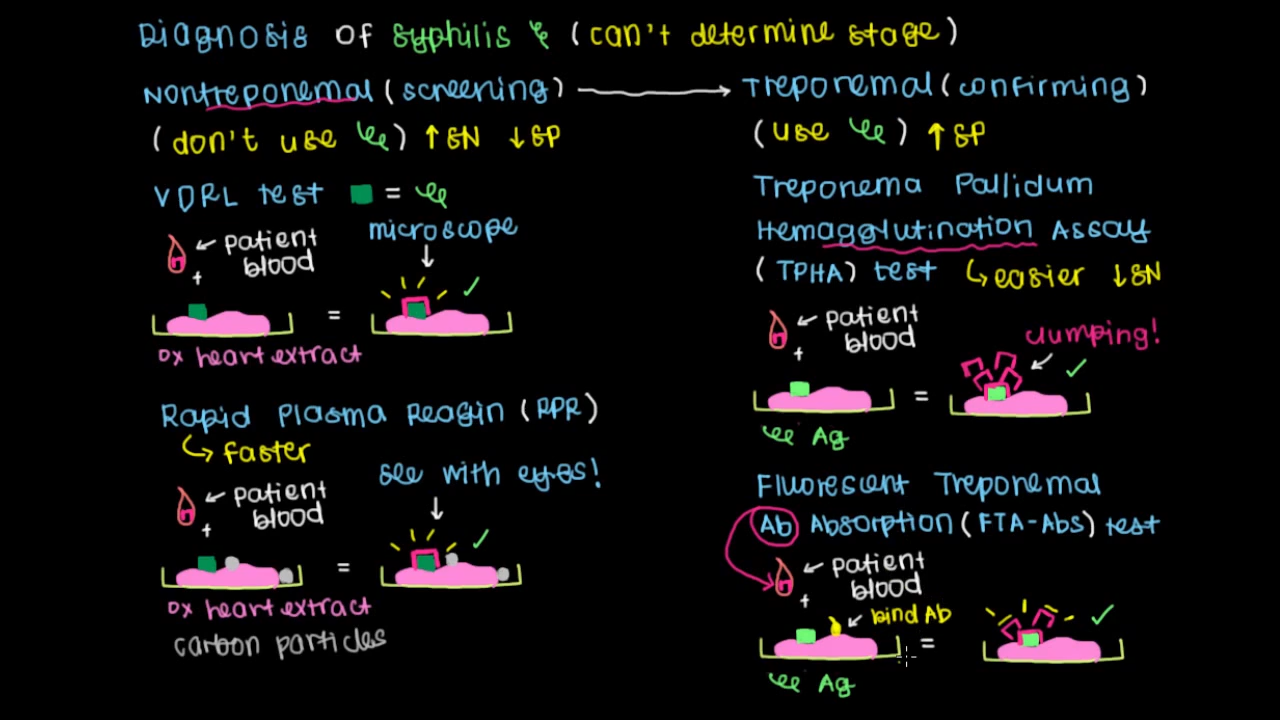 Diagnosis of syphilis (can't determine stage)
Nontreponemal (screening)
(don't use ) ↑SN ↓SP
VDRL test =
patient
blood
+
microscope
=
ox heart extract
Rapid Plasma Reagin (RPR)
faster
patient
blood
+
see with eyes!
=
ox heart extract
carbon particles
Treponemal (confirming)
(use ) ↑SP
Treponema Pallidum
Hemagglutination Assay
(TPHA) test easier ↓SN
patient
blood
+
clumping!
=
Ag
Fluorescent Treponemal
Ab Absorption (FTA-Abs) test
patient
blood
+
bind Ab
=
Ag